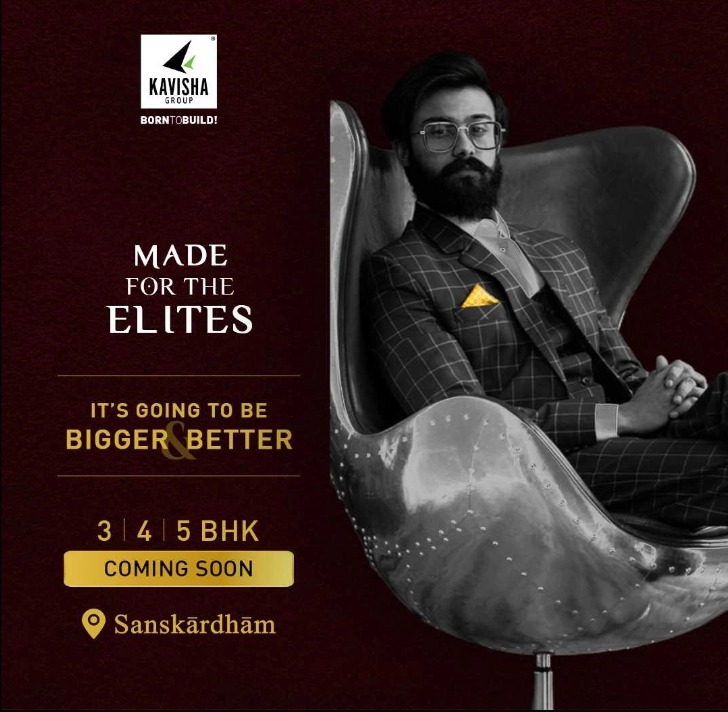 ®
KAVISHA
GROUP
BORNTOBUILD!
MADE
FOR THE
ELITES
IT'S GOING TO BE
BIGGER & BETTER
3 | 4 | 5 BHK
COMING SOON
Sanskārdhām